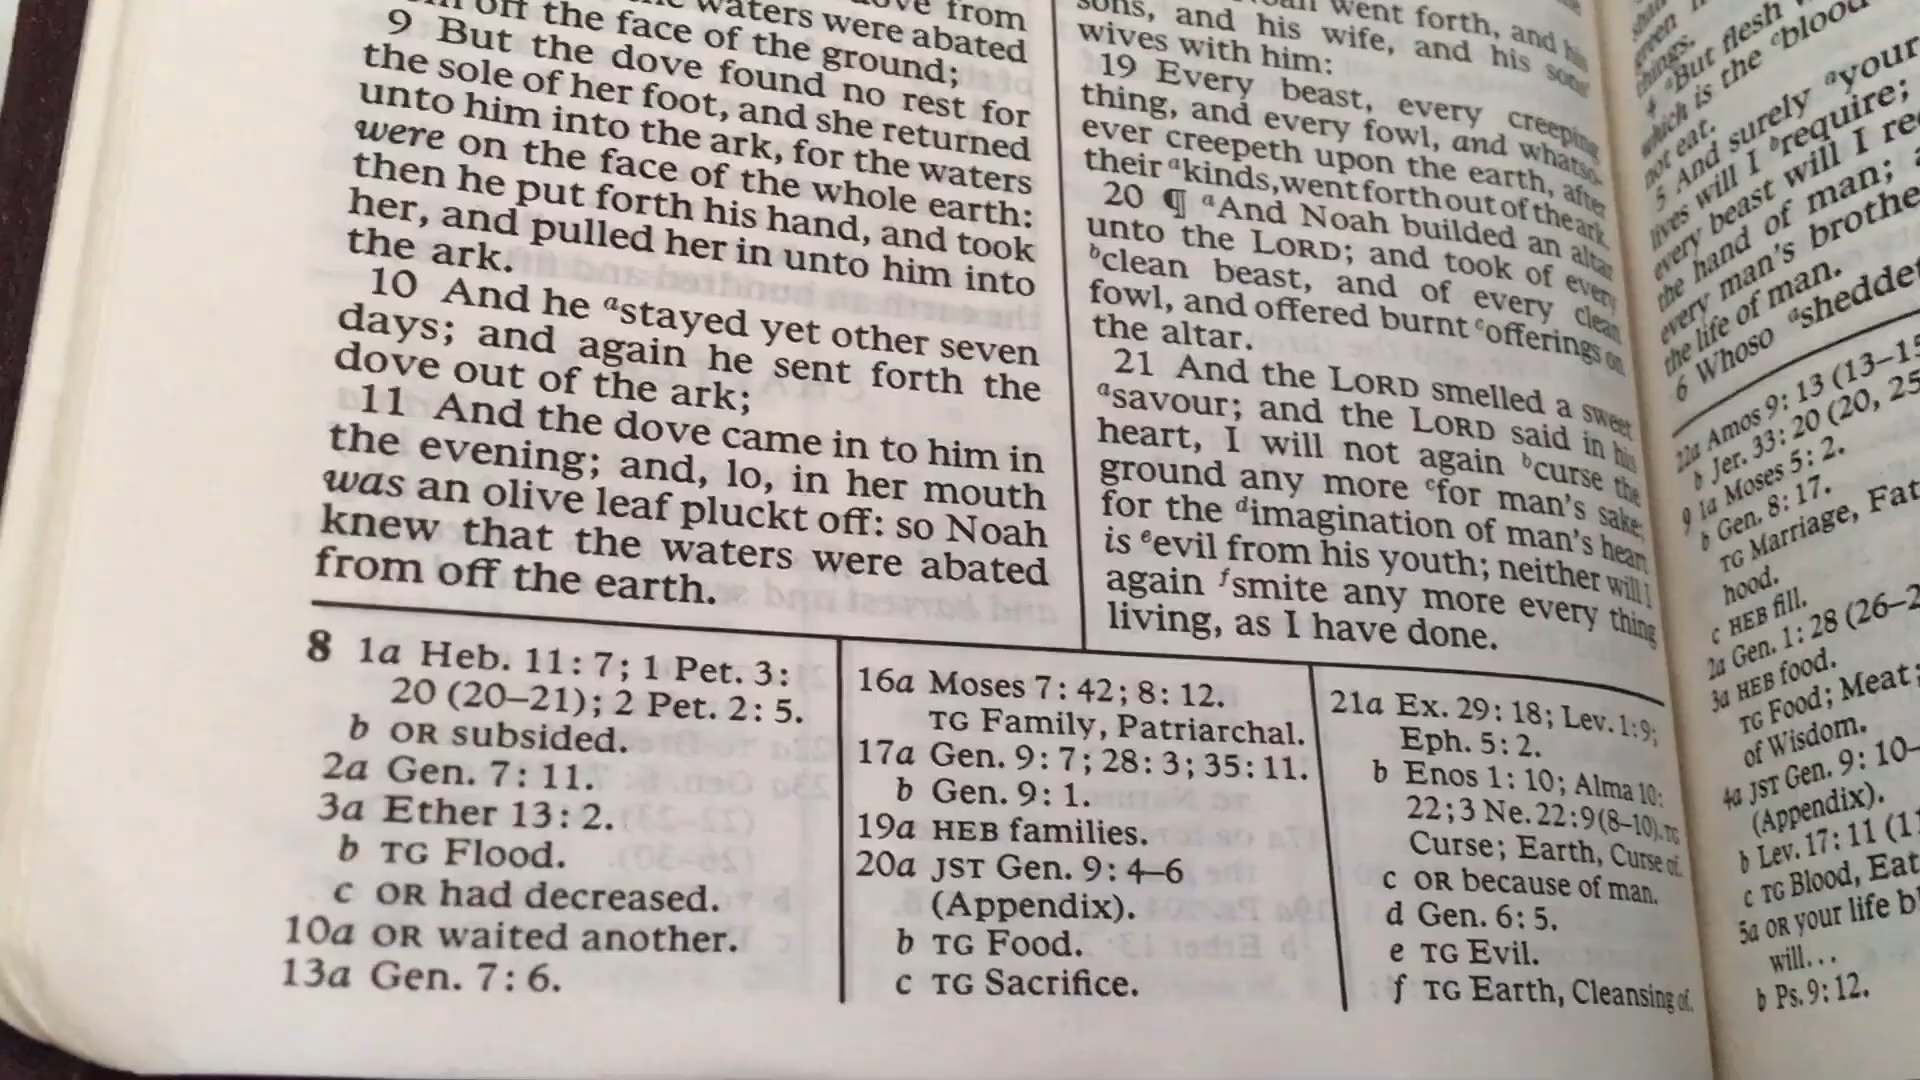 waters were abated
off the face of the ground;
9 But the dove found no rest for
the sole of her foot, and she returned
unto him into the ark, for the waters
were on the face of the whole earth:
then he put forth his hand, and took
her, and pulled her in unto him into
the ark.
10 And he ᵃstayed yet other seven
days; and again he sent forth the
dove out of the ark;
11 And the dove came in to him in
the evening; and, lo, in her mouth
was an olive leaf pluckt off: so Noah
knew that the waters were abated
from off the earth.
went forth, and his
sons, and his wife, and his sons'
wives with him:
19 Every beast, every creeping
thing, and every fowl, and whatso-
ever creepeth upon the earth, after
their ᵃkinds, went forth out of the ark.
20 ¶ ᵃAnd Noah builded an altar
unto the LORD; and took of every
ᵇclean beast, and of every clean
fowl, and offered burnt ᶜofferings on
the altar.
21 And the LORD smelled a sweet
ᵃsavour; and the LORD said in his
heart, I will not again ᵇcurse the
ground any more ᶜfor man's sake;
for the ᵈimagination of man's heart
is ᵉevil from his youth; neither will I
again ᶠsmite any more every thing
living, as I have done.
8 1a Heb. 11: 7; 1 Pet. 3:
20 (20–21); 2 Pet. 2: 5.
b OR subsided.
2a Gen. 7: 11.
3a Ether 13: 2.
b TG Flood.
c OR had decreased.
10a OR waited another.
13a Gen. 7: 6.
16a Moses 7: 42; 8: 12.
TG Family, Patriarchal.
17a Gen. 9: 7; 28: 3; 35: 11.
b Gen. 9: 1.
19a HEB families.
20a JST Gen. 9: 4–6
(Appendix).
b TG Food.
c TG Sacrifice.
21a Ex. 29: 18; Lev. 1: 9;
Eph. 5: 2.
b Enos 1: 10; Alma 10:
22; 3 Ne. 22: 9 (8–10). TG
Curse; Earth, Curse of.
c OR because of man.
d Gen. 6: 5.
e TG Evil.
f TG Earth, Cleansing of.
things.
4 ᵃBut flesh
which is the ᶜblood
not eat.
5 And surely ᵃyour
lives will I ᵇrequire;
every beast will I
the hand of man;
every man's
the life of man.
6 Whoso
22a Amos 9: 13
b Jer. 33: 20 (20, 25
9 1a Moses 5: 2.
b Gen. 8: 17.
TG Marriage,
hood.
c HEB fill.
2a Gen. 1: 28
3a HEB food.
TG Food; Meat;
of Wisdom.
4a JST Gen. 9: 10–
(Appendix).
b Lev. 17: 11
c TG Blood,
5a OR your life
will...
b Ps. 9: 12.